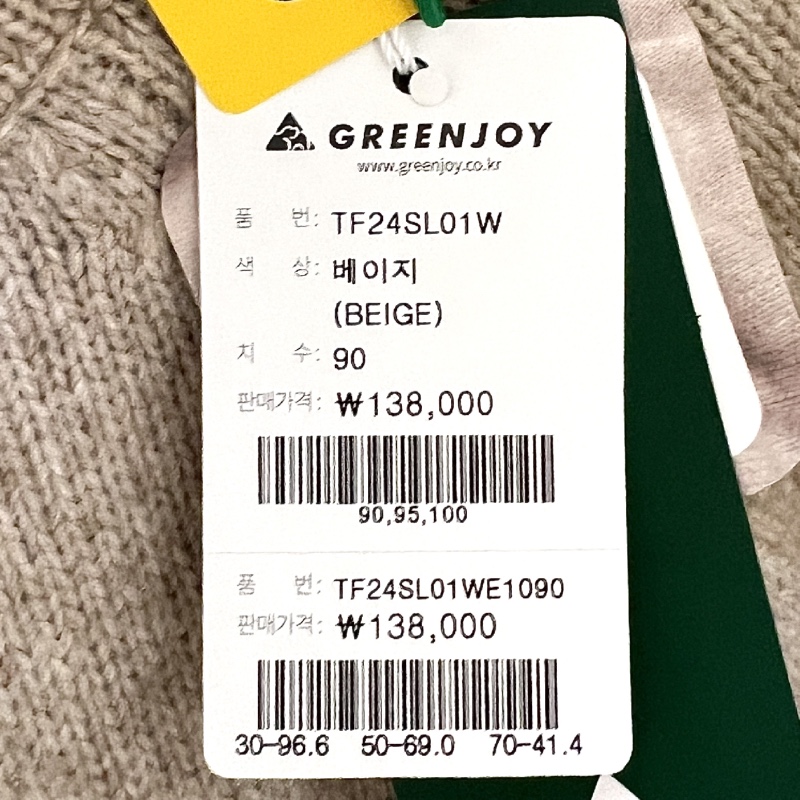 GREENJOY
www.greenjoy.co.kr
품 번: TF24SL01W
색 상: 베이지
(BEIGE)
치 수: 90
판매가격: ₩138,000
90,95,100
품 번: TF24SL01WE1090
판매가격: ₩138,000
30-96.6 50-69.0 70-41.4